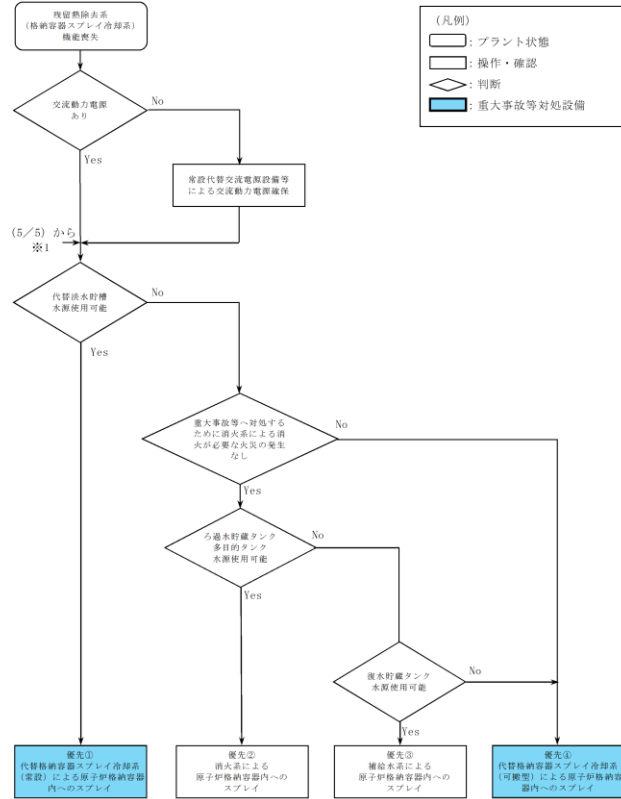 残留熱除去系
(格納容器スプレイ冷却系)
機能喪失
(凡例)
：プラント状態
：操作・確認
：判断
：重大事故等対処設備
交流動力電源
あり
No
Yes
常設代替交流電源設備等
による交流動力電源確保
(5／5) から
※1
代替淡水貯槽
水源使用可能
No
Yes
重大事故等へ対処する
ために消火系による消
火が必要な火災の発生
なし
No
Yes
ろ過水貯蔵タンク
多目的タンク
水源使用可能
No
Yes
復水貯蔵タンク
水源使用可能
No
Yes
優先①
代替格納容器スプレイ冷却系
(常設) による原子炉格納容器
内へのスプレイ
優先②
消火系による
原子炉格納容器内への
スプレイ
優先③
補給水系による
原子炉格納容器内への
スプレイ
優先④
代替格納容器スプレイ冷却系
(可搬型) による原子炉格納容
器内へのスプレイ